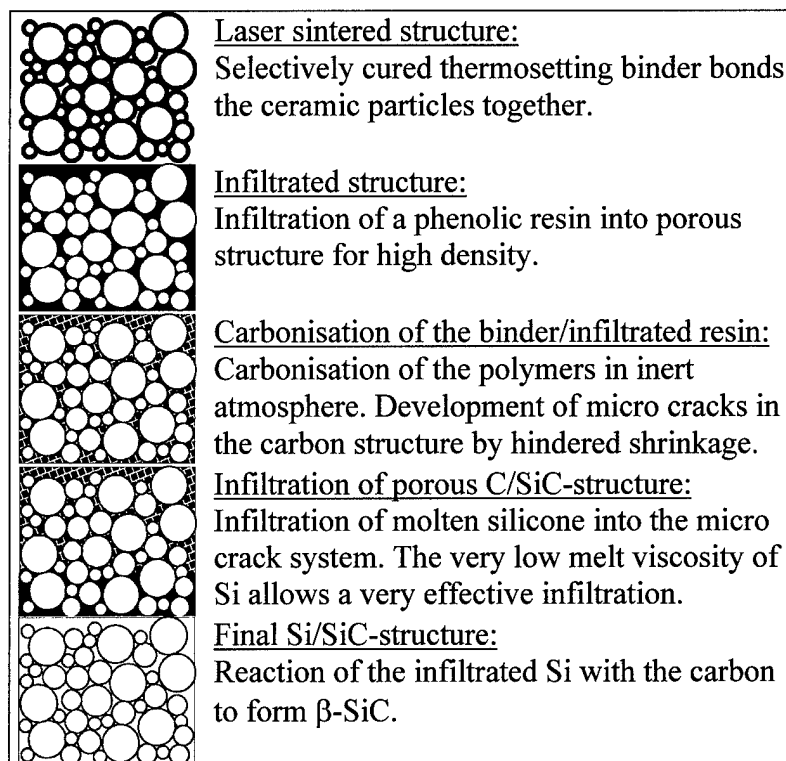 Laser sintered structure:
Selectively cured thermosetting binder bonds
the ceramic particles together.
Infiltrated structure:
Infiltration of a phenolic resin into porous
structure for high density.
Carbonisation of the binder/infiltrated resin:
Carbonisation of the polymers in inert
atmosphere. Development of micro cracks in
the carbon structure by hindered shrinkage.
Infiltration of porous C/SiC-structure:
Infiltration of molten silicone into the micro
crack system. The very low melt viscosity of
Si allows a very effective infiltration.
Final Si/SiC-structure:
Reaction of the infiltrated Si with the carbon
to form β-SiC.